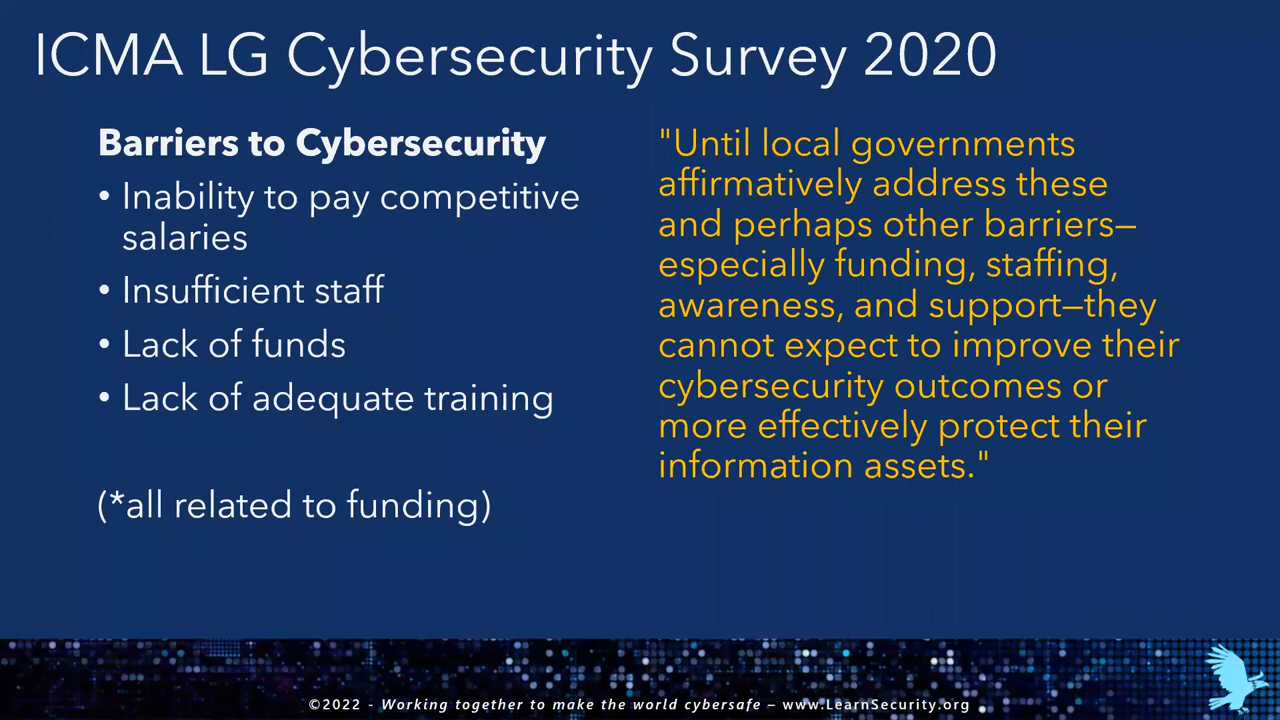 ICMA LG Cybersecurity Survey 2020
Barriers to Cybersecurity
• Inability to pay competitive
salaries
• Insufficient staff
• Lack of funds
• Lack of adequate training
(*all related to funding)
"Until local governments
affirmatively address these
and perhaps other barriers—
especially funding, staffing,
awareness, and support—they
cannot expect to improve their
cybersecurity outcomes or
more effectively protect their
information assets."
©2022 - Working together to make the world cybersafe – www.LearnSecurity.org